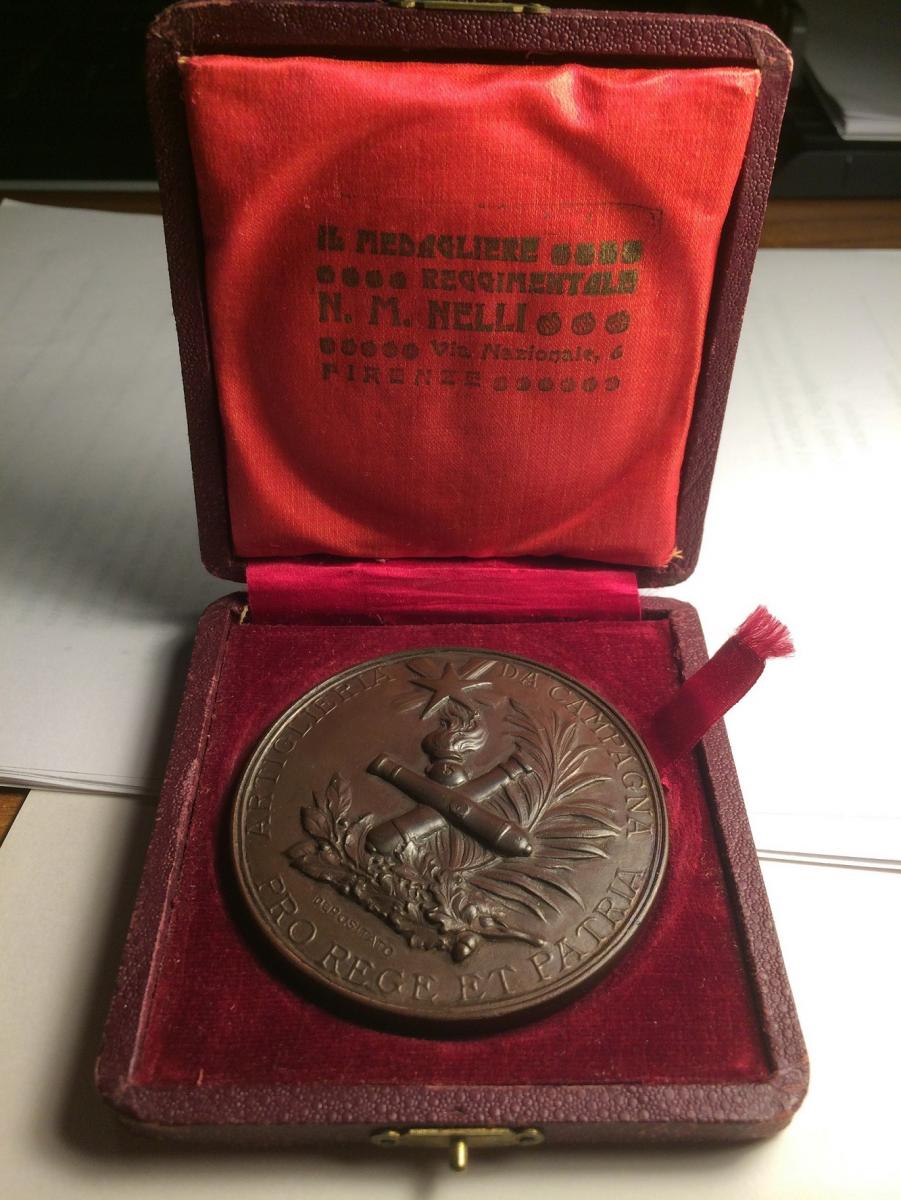 IL MEDAGLIERE
REGGIMENTALE
N. M. NELLI
Via Nazionale, 6
FIRENZE
ARTIGLIERIA DA CAMPAGNA
DEPOSITATO
PRO REGE ET PATRIA